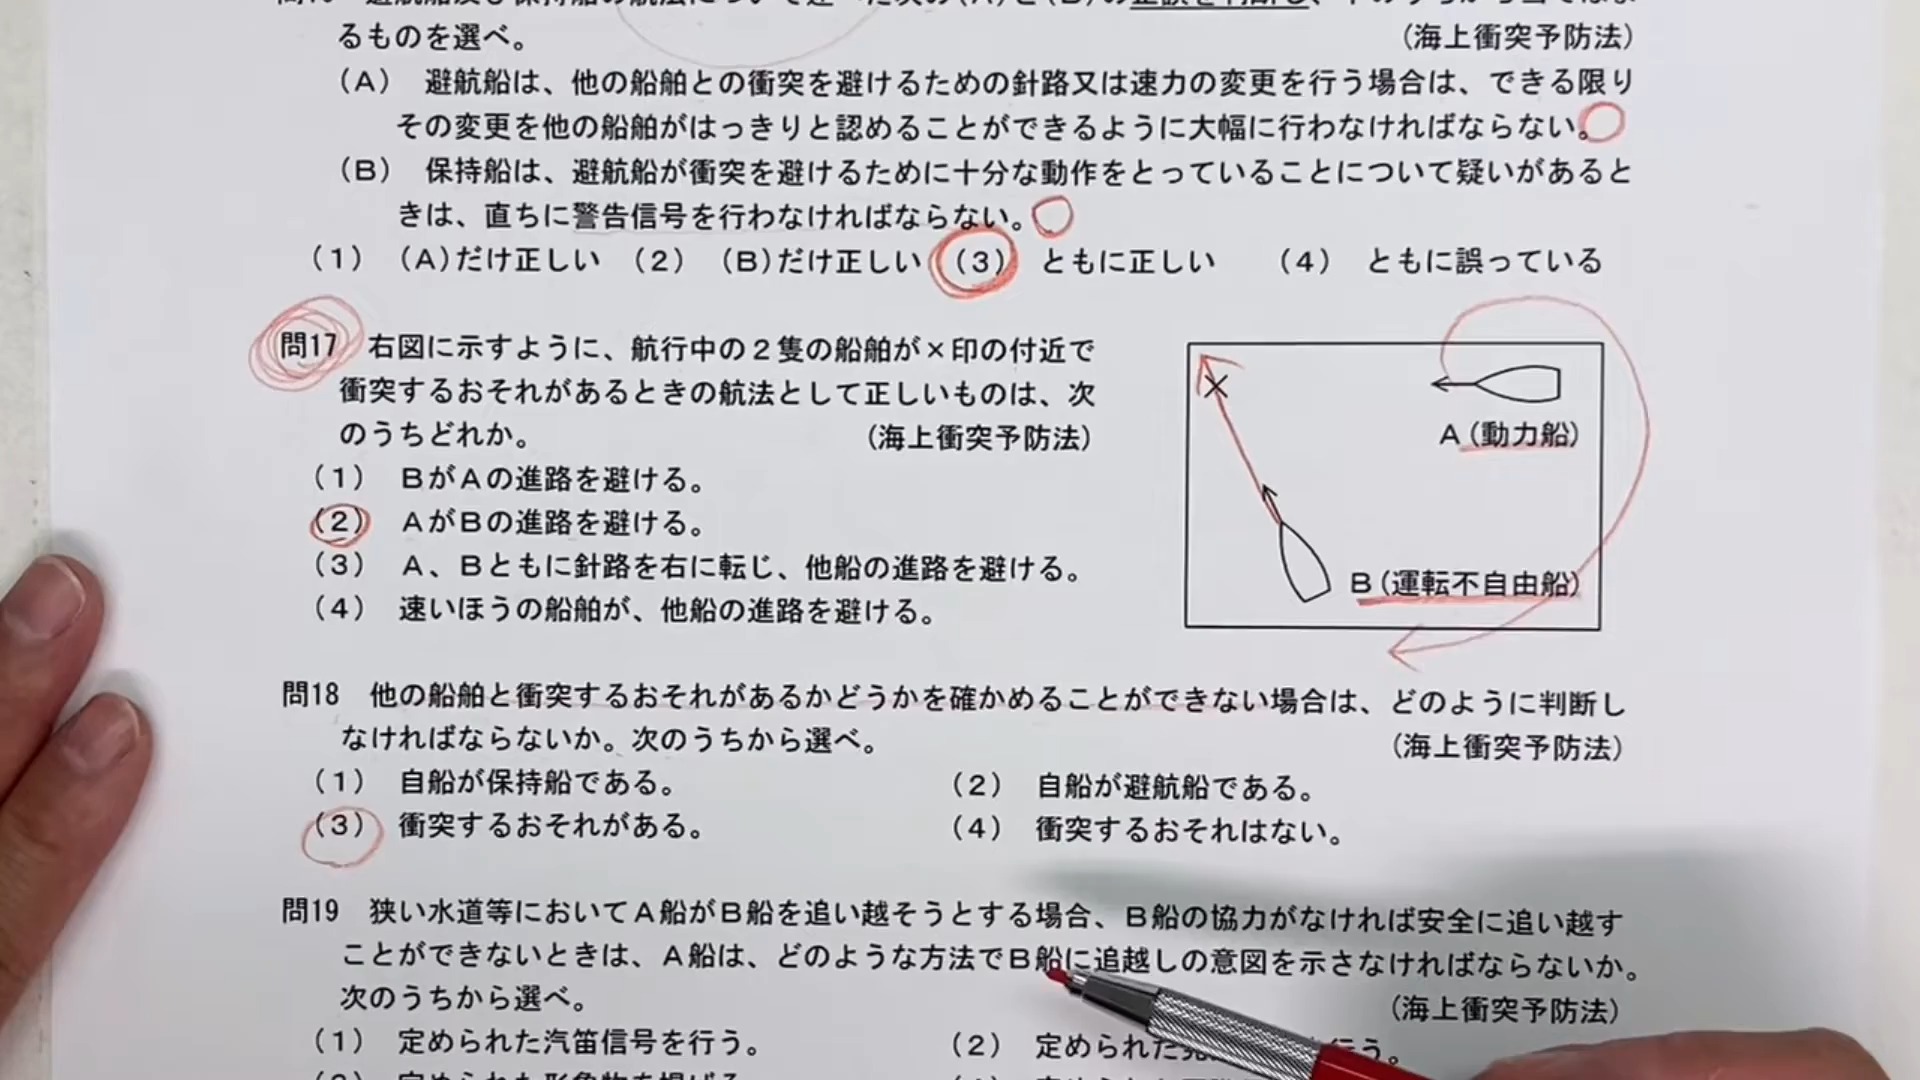 るものを選べ。 (海上衝突予防法)
(A) 避航船は、他の船舶との衝突を避けるための針路又は速力の変更を行う場合は、できる限り
その変更を他の船舶がはっきりと認めることができるように大幅に行わなければならない。
(B) 保持船は、避航船が衝突を避けるために十分な動作をとっていることについて疑いがあると
きは、直ちに警告信号を行わなければならない。
(1) (A)だけ正しい (2) (B)だけ正しい (3) ともに正しい (4) ともに誤っている
問17 右図に示すように、航行中の2隻の船舶が×印の付近で
衝突するおそれがあるときの航法として正しいものは、次
のうちどれか。 (海上衝突予防法)
(1) BがAの進路を避ける。
(2) AがBの進路を避ける。
(3) A、Bともに針路を右に転じ、他船の進路を避ける。
(4) 速いほうの船舶が、他船の進路を避ける。
×
A(動力船)
B(運転不自由船)
問18 他の船舶と衝突するおそれがあるかどうかを確かめることができない場合は、どのように判断し
なければならないか。次のうちから選べ。 (海上衝突予防法)
(1) 自船が保持船である。 (2) 自船が避航船である。
(3) 衝突するおそれがある。 (4) 衝突するおそれはない。
問19 狭い水道等においてA船がB船を追い越そうとする場合、B船の協力がなければ安全に追い越す
ことができないときは、A船は、どのような方法でB船に追越しの意図を示さなければならないか。
次のうちから選べ。 (海上衝突予防法)
(1) 定められた汽笛信号を行う。 (2) 定められた 行う。